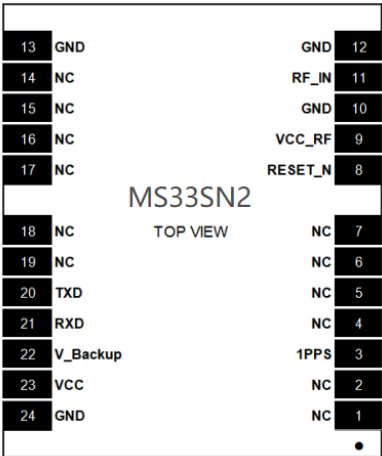 13 GND GND 12
14 NC RF_IN 11
15 NC GND 10
16 NC VCC_RF 9
17 NC RESET_N 8
MS33SN2
18 NC TOP VIEW NC 7
19 NC NC 6
20 TXD NC 5
21 RXD NC 4
22 V_Backup 1PPS 3
23 VCC NC 2
24 GND NC 1